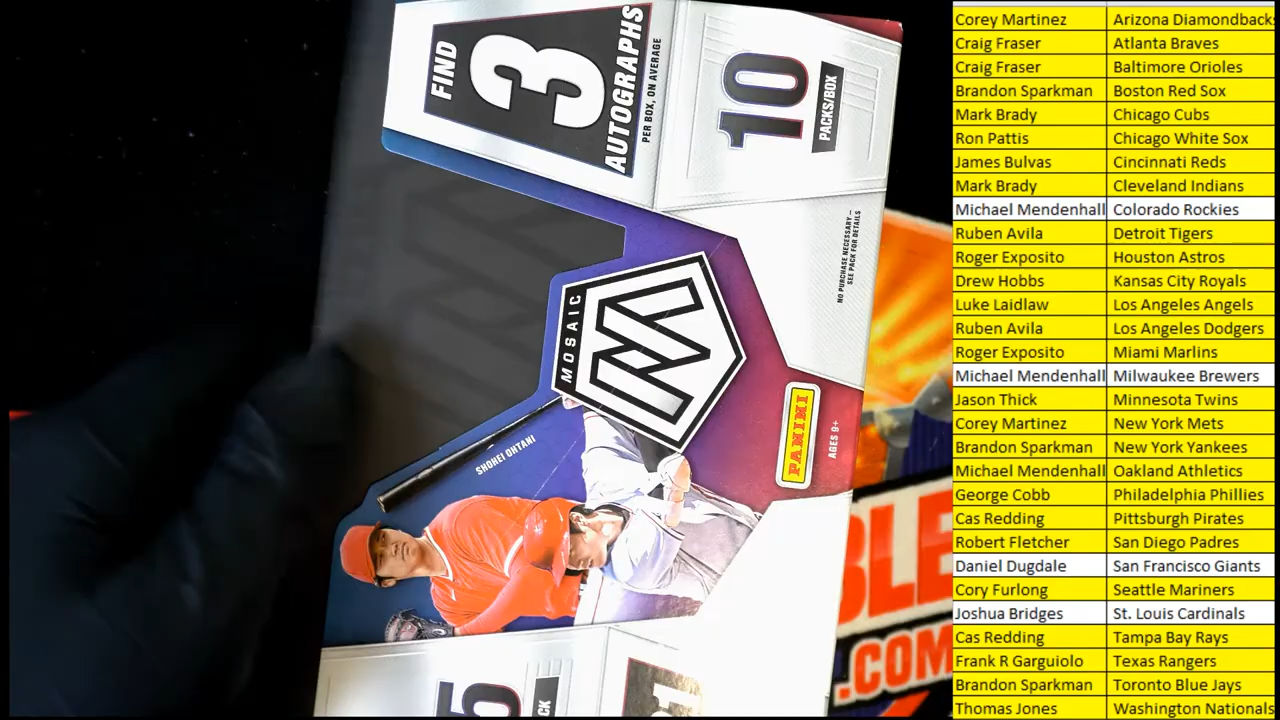 FIND
3
AUTOGRAPHS
PER BOX, ON AVERAGE
10
PACKS/BOX
NO PURCHASE NECESSARY —
SEE PACK FOR DETAILS
MOSAIC
M
SHOHEI OHTANI
PANINI
AGES 9+
5
BLE
.COM
Corey Martinez Arizona Diamondbacks
Craig Fraser Atlanta Braves
Craig Fraser Baltimore Orioles
Brandon Sparkman Boston Red Sox
Mark Brady Chicago Cubs
Ron Pattis Chicago White Sox
James Bulvas Cincinnati Reds
Mark Brady Cleveland Indians
Michael Mendenhall Colorado Rockies
Ruben Avila Detroit Tigers
Roger Exposito Houston Astros
Drew Hobbs Kansas City Royals
Luke Laidlaw Los Angeles Angels
Ruben Avila Los Angeles Dodgers
Roger Exposito Miami Marlins
Michael Mendenhall Milwaukee Brewers
Jason Thick Minnesota Twins
Corey Martinez New York Mets
Brandon Sparkman New York Yankees
Michael Mendenhall Oakland Athletics
George Cobb Philadelphia Phillies
Cas Redding Pittsburgh Pirates
Robert Fletcher San Diego Padres
Daniel Dugdale San Francisco Giants
Cory Furlong Seattle Mariners
Joshua Bridges St. Louis Cardinals
Cas Redding Tampa Bay Rays
Frank R Garguiolo Texas Rangers
Brandon Sparkman Toronto Blue Jays
Thomas Jones Washington Nationals